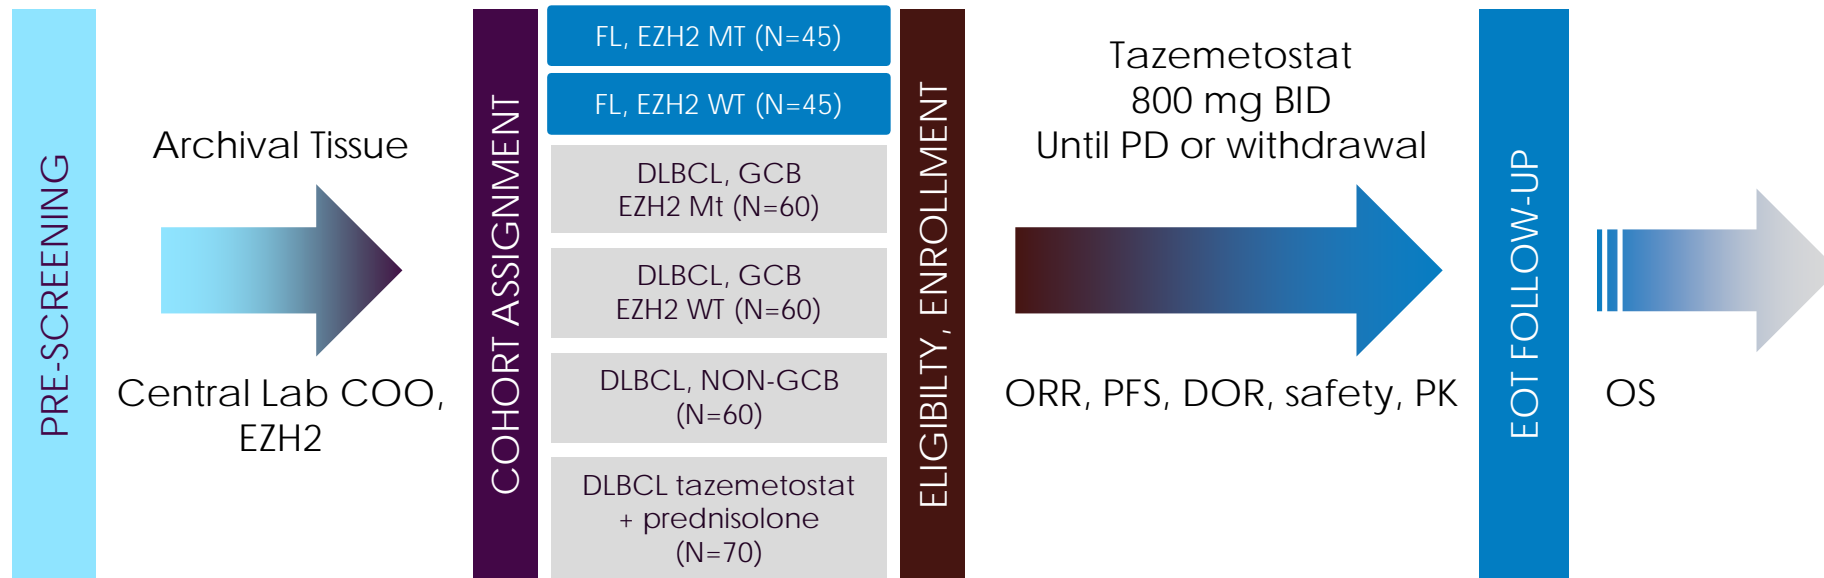 PRE-SCREENING
Archival Tissue
Central Lab COO,
EZH2
COHORT ASSIGNMENT
FL, EZH2 MT (N=45)
FL, EZH2 WT (N=45)
DLBCL, GCB
EZH2 Mt (N=60)
DLBCL, GCB
EZH2 WT (N=60)
DLBCL, NON-GCB
(N=60)
DLBCL tazemetostat
+ prednisolone
(N=70)
ELIGIBILTY, ENROLLMENT
Tazemetostat
800 mg BID
Until PD or withdrawal
ORR, PFS, DOR, safety, PK
EOT FOLLOW-UP
OS